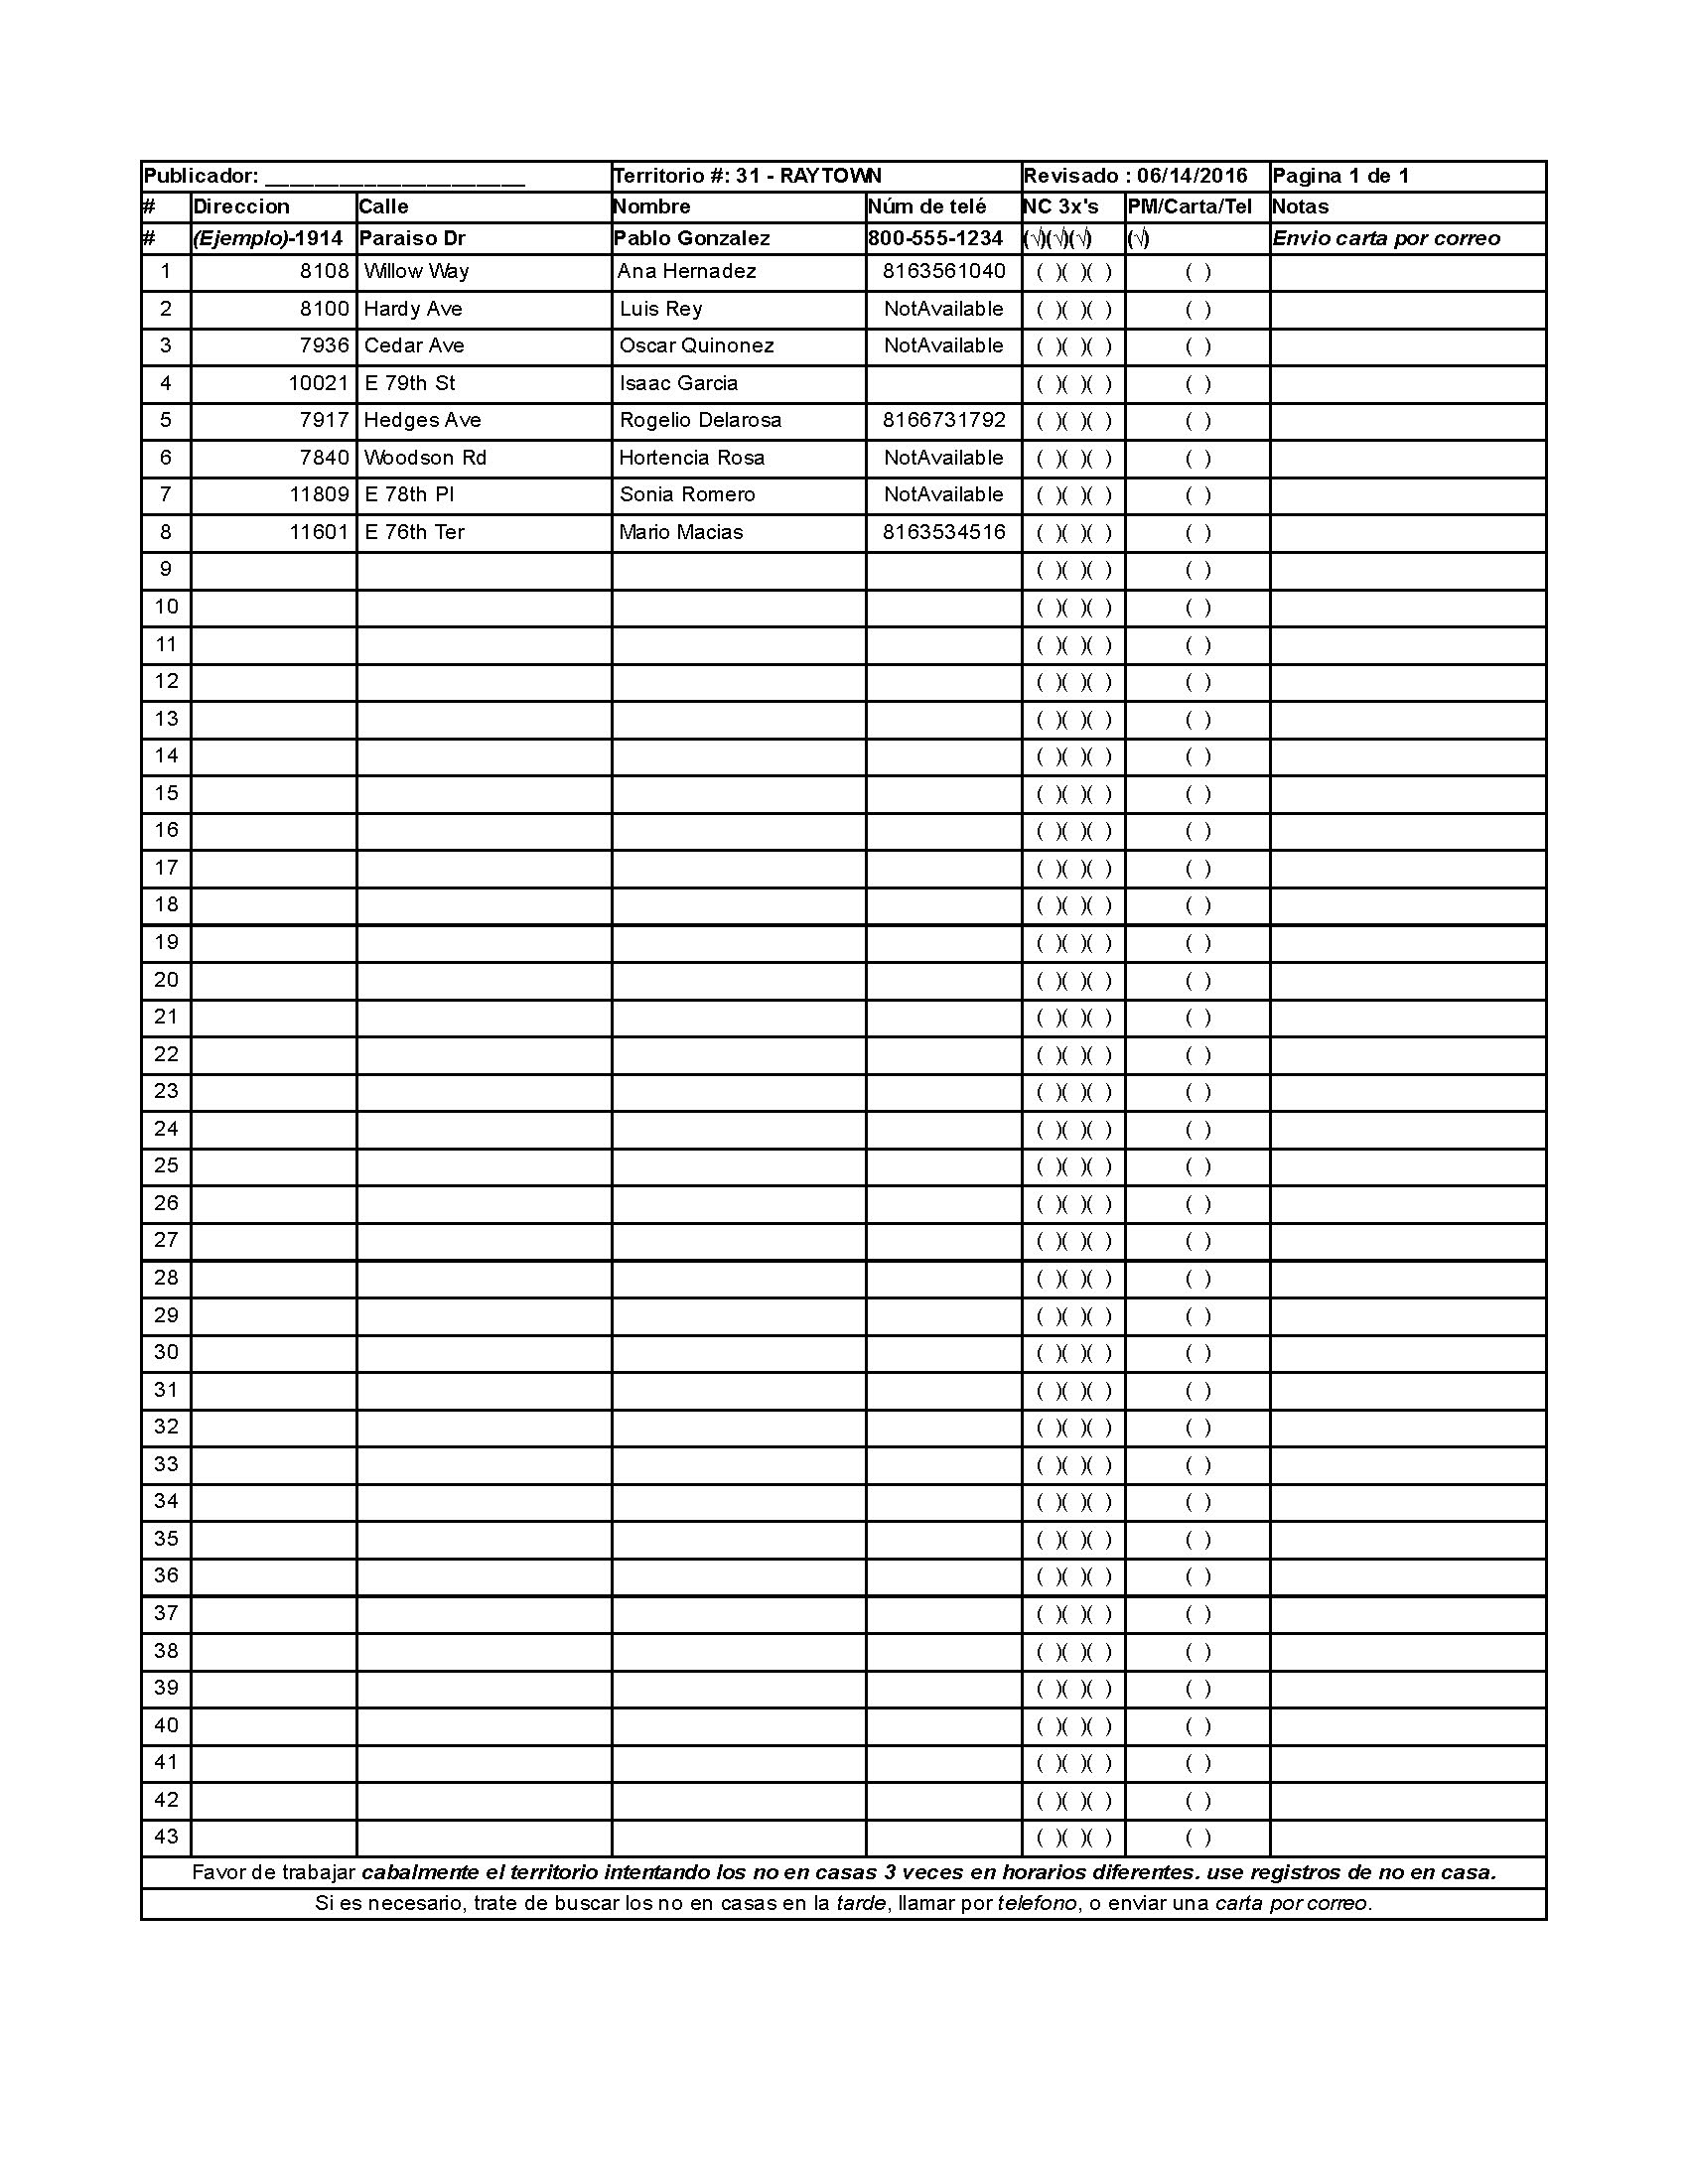 Publicador: _____________________ Territorio #: 31 - RAYTOWN Revisado : 06/14/2016 Pagina 1 de 1
# Direccion Calle Nombre Núm de telé NC 3x's PM/Carta/Tel Notas
# (Ejemplo)-1914 Paraiso Dr Pablo Gonzalez 800-555-1234 (√)(√)(√) (√) Envio carta por correo
1 8108 Willow Way Ana Hernadez 8163561040 ( )( )( ) ( )
2 8100 Hardy Ave Luis Rey NotAvailable ( )( )( ) ( )
3 7936 Cedar Ave Oscar Quinonez NotAvailable ( )( )( ) ( )
4 10021 E 79th St Isaac Garcia ( )( )( ) ( )
5 7917 Hedges Ave Rogelio Delarosa 8166731792 ( )( )( ) ( )
6 7840 Woodson Rd Hortencia Rosa NotAvailable ( )( )( ) ( )
7 11809 E 78th Pl Sonia Romero NotAvailable ( )( )( ) ( )
8 11601 E 76th Ter Mario Macias 8163534516 ( )( )( ) ( )
9 ( )( )( ) ( )
10 ( )( )( ) ( )
11 ( )( )( ) ( )
12 ( )( )( ) ( )
13 ( )( )( ) ( )
14 ( )( )( ) ( )
15 ( )( )( ) ( )
16 ( )( )( ) ( )
17 ( )( )( ) ( )
18 ( )( )( ) ( )
19 ( )( )( ) ( )
20 ( )( )( ) ( )
21 ( )( )( ) ( )
22 ( )( )( ) ( )
23 ( )( )( ) ( )
24 ( )( )( ) ( )
25 ( )( )( ) ( )
26 ( )( )( ) ( )
27 ( )( )( ) ( )
28 ( )( )( ) ( )
29 ( )( )( ) ( )
30 ( )( )( ) ( )
31 ( )( )( ) ( )
32 ( )( )( ) ( )
33 ( )( )( ) ( )
34 ( )( )( ) ( )
35 ( )( )( ) ( )
36 ( )( )( ) ( )
37 ( )( )( ) ( )
38 ( )( )( ) ( )
39 ( )( )( ) ( )
40 ( )( )( ) ( )
41 ( )( )( ) ( )
42 ( )( )( ) ( )
43 ( )( )( ) ( )
Favor de trabajar cabalmente el territorio intentando los no en casas 3 veces en horarios diferentes. use registros de no en casa.
Si es necesario, trate de buscar los no en casas en la tarde, llamar por telefono, o enviar una carta por correo.